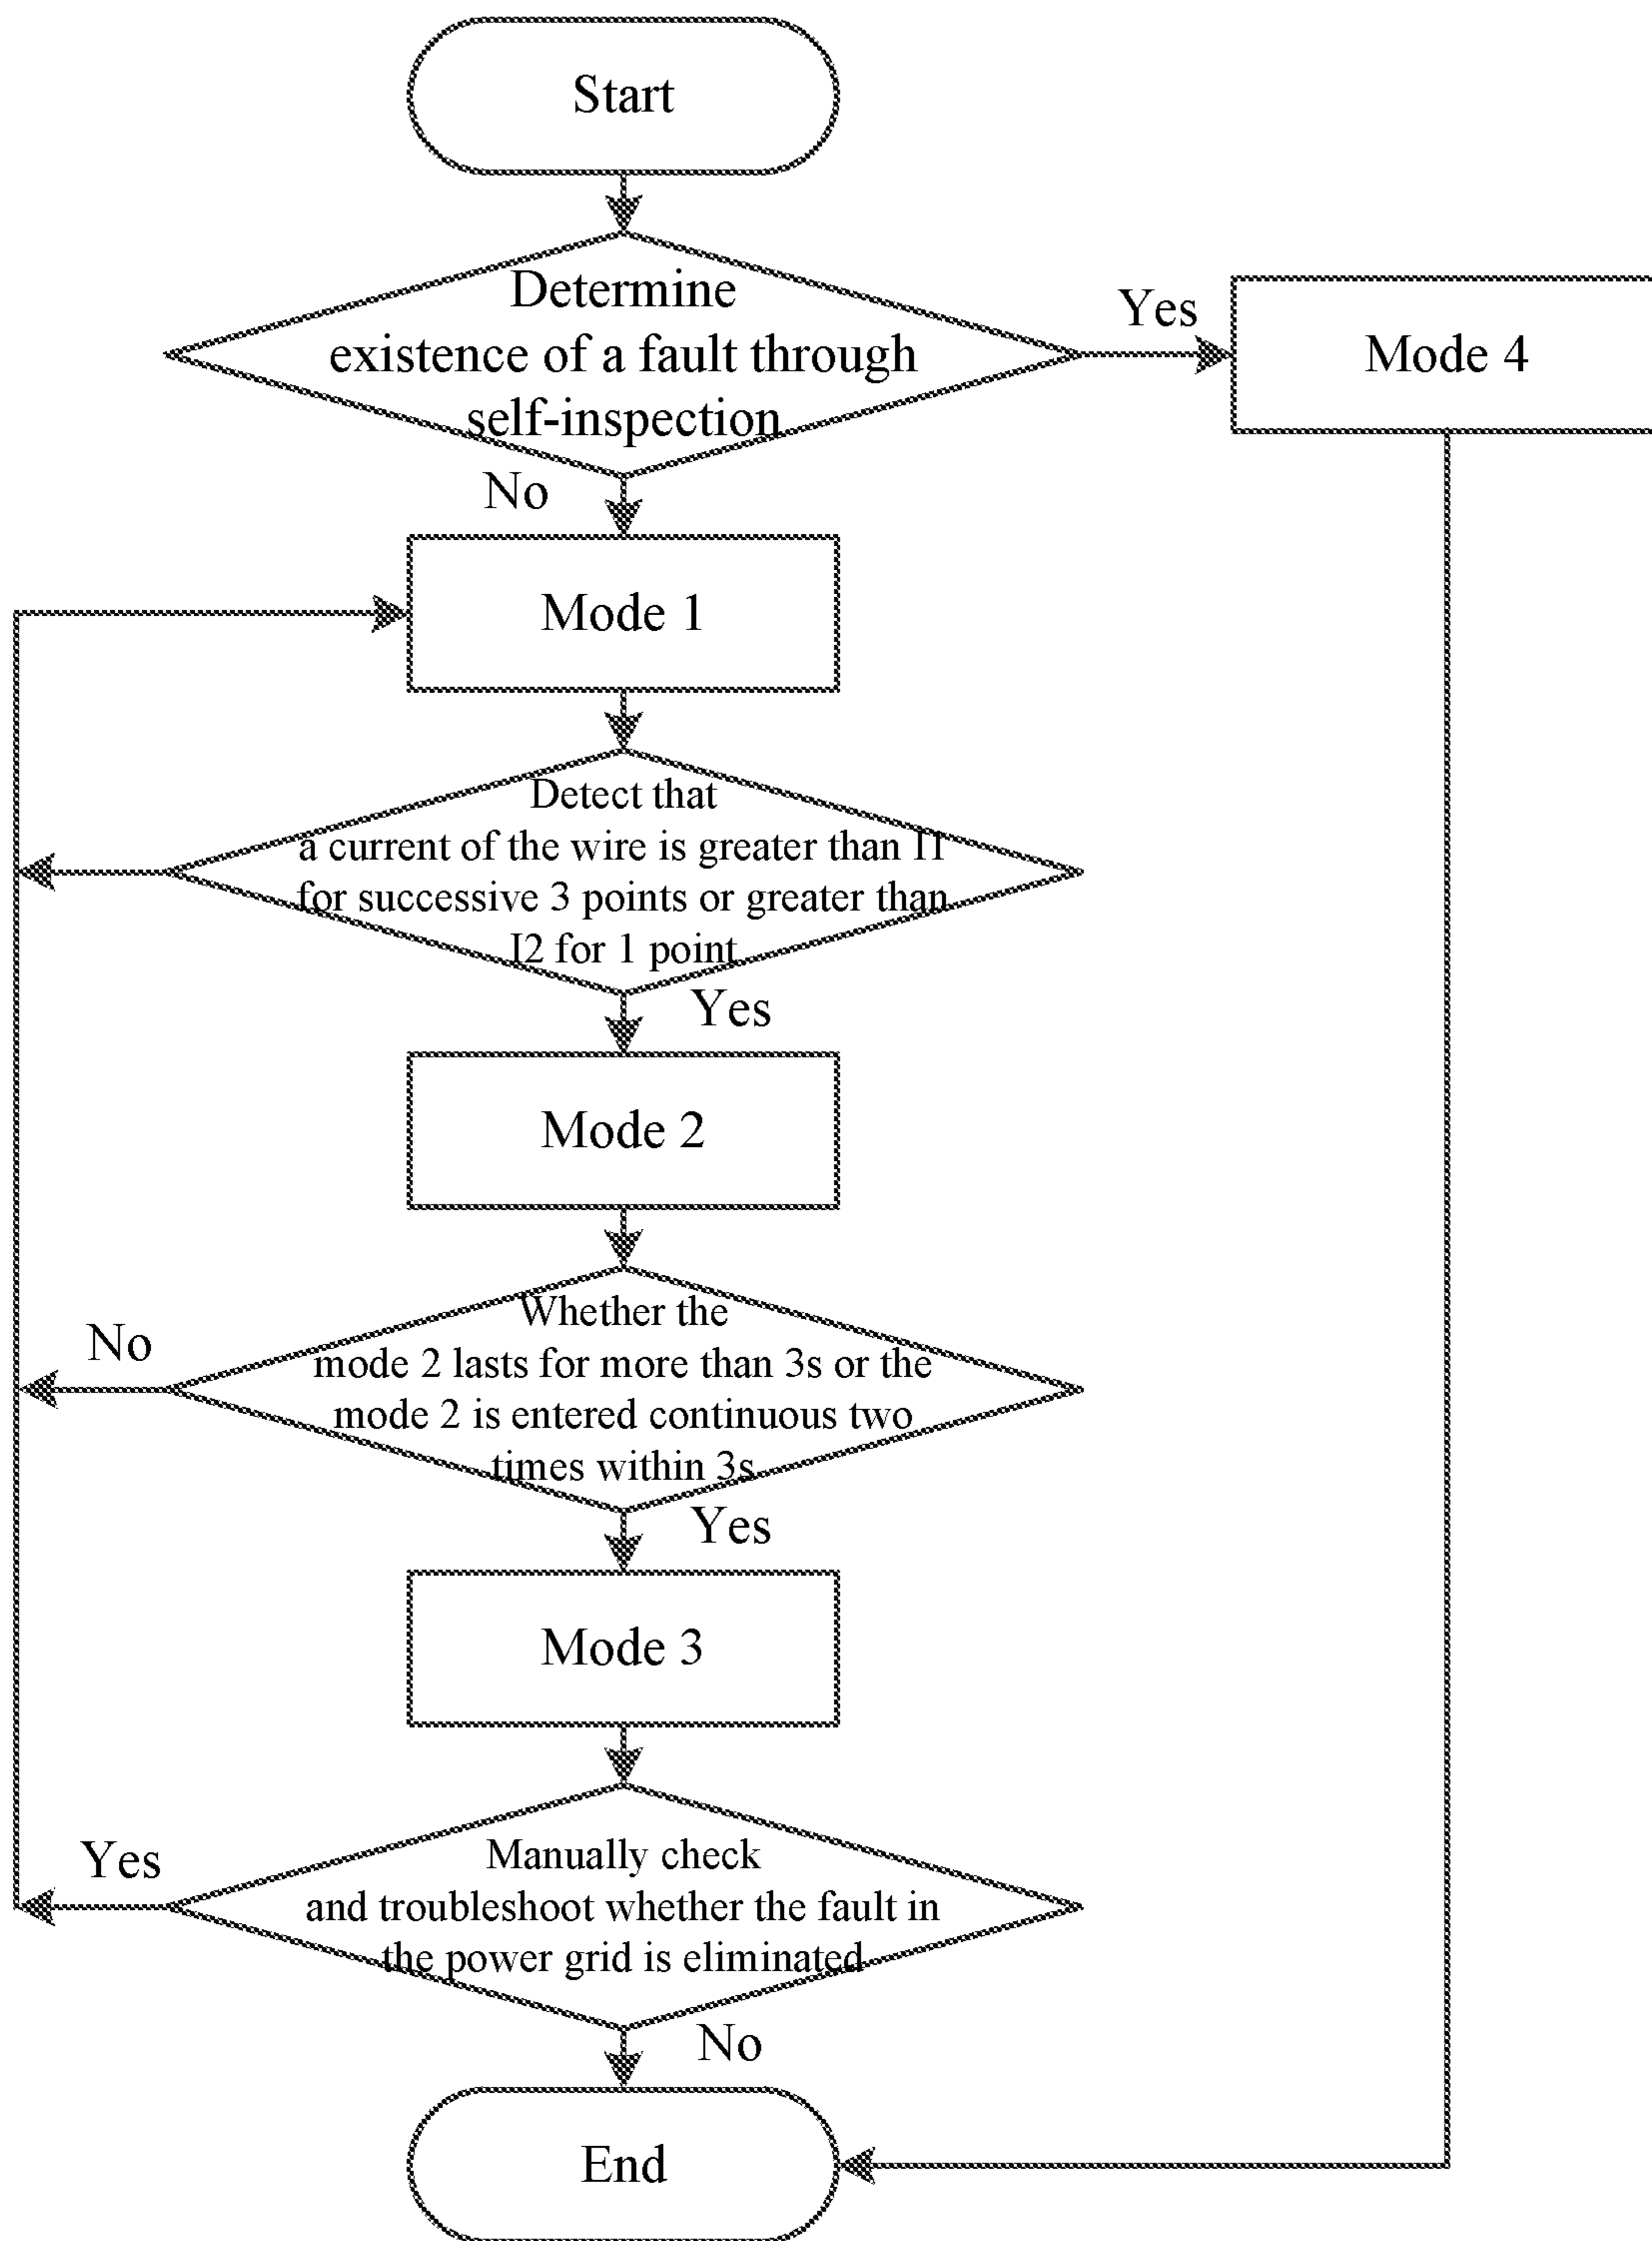 Start
Determine
existence of a fault through
self-inspection
Yes
Mode 4
No
Mode 1
Detect that
a current of the wire is greater than I1
for successive 3 points or greater than
I2 for 1 point
Yes
Mode 2
Whether the
No
mode 2 lasts for more than 3s or the
mode 2 is entered continuous two
times within 3s
Yes
Mode 3
Manually check
Yes
and troubleshoot whether the fault in
the power grid is eliminated
No
End